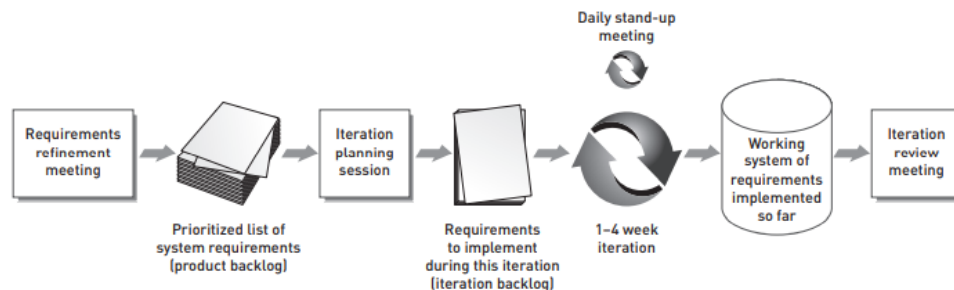 Daily stand-up
meeting
Requirements
refinement
meeting
Prioritized list of
system requirements
(product backlog)
Iteration
planning
session
Requirements
to implement
during this iteration
(iteration backlog)
1–4 week
iteration
Working
system of
requirements
implemented
so far
Iteration
review
meeting